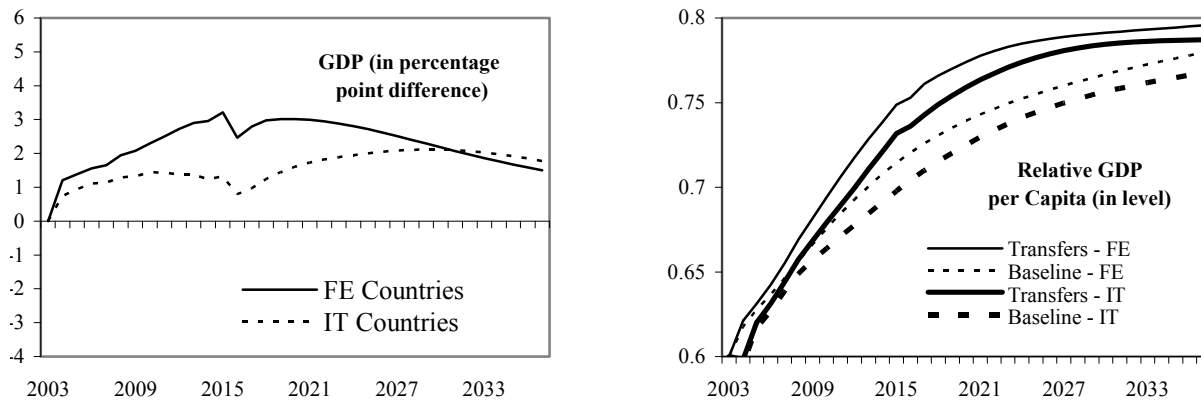 6
5
4
3
2
1
0
-1
-2
-3
-4
GDP (in percentage
point difference)
FE Countries
IT Countries
2003 2009 2015 2021 2027 2033
0.8
0.75
0.7
0.65
0.6
Relative GDP
per Capita (in level)
Transfers - FE
Baseline - FE
Transfers - IT
Baseline - IT
2003 2009 2015 2021 2027 2033